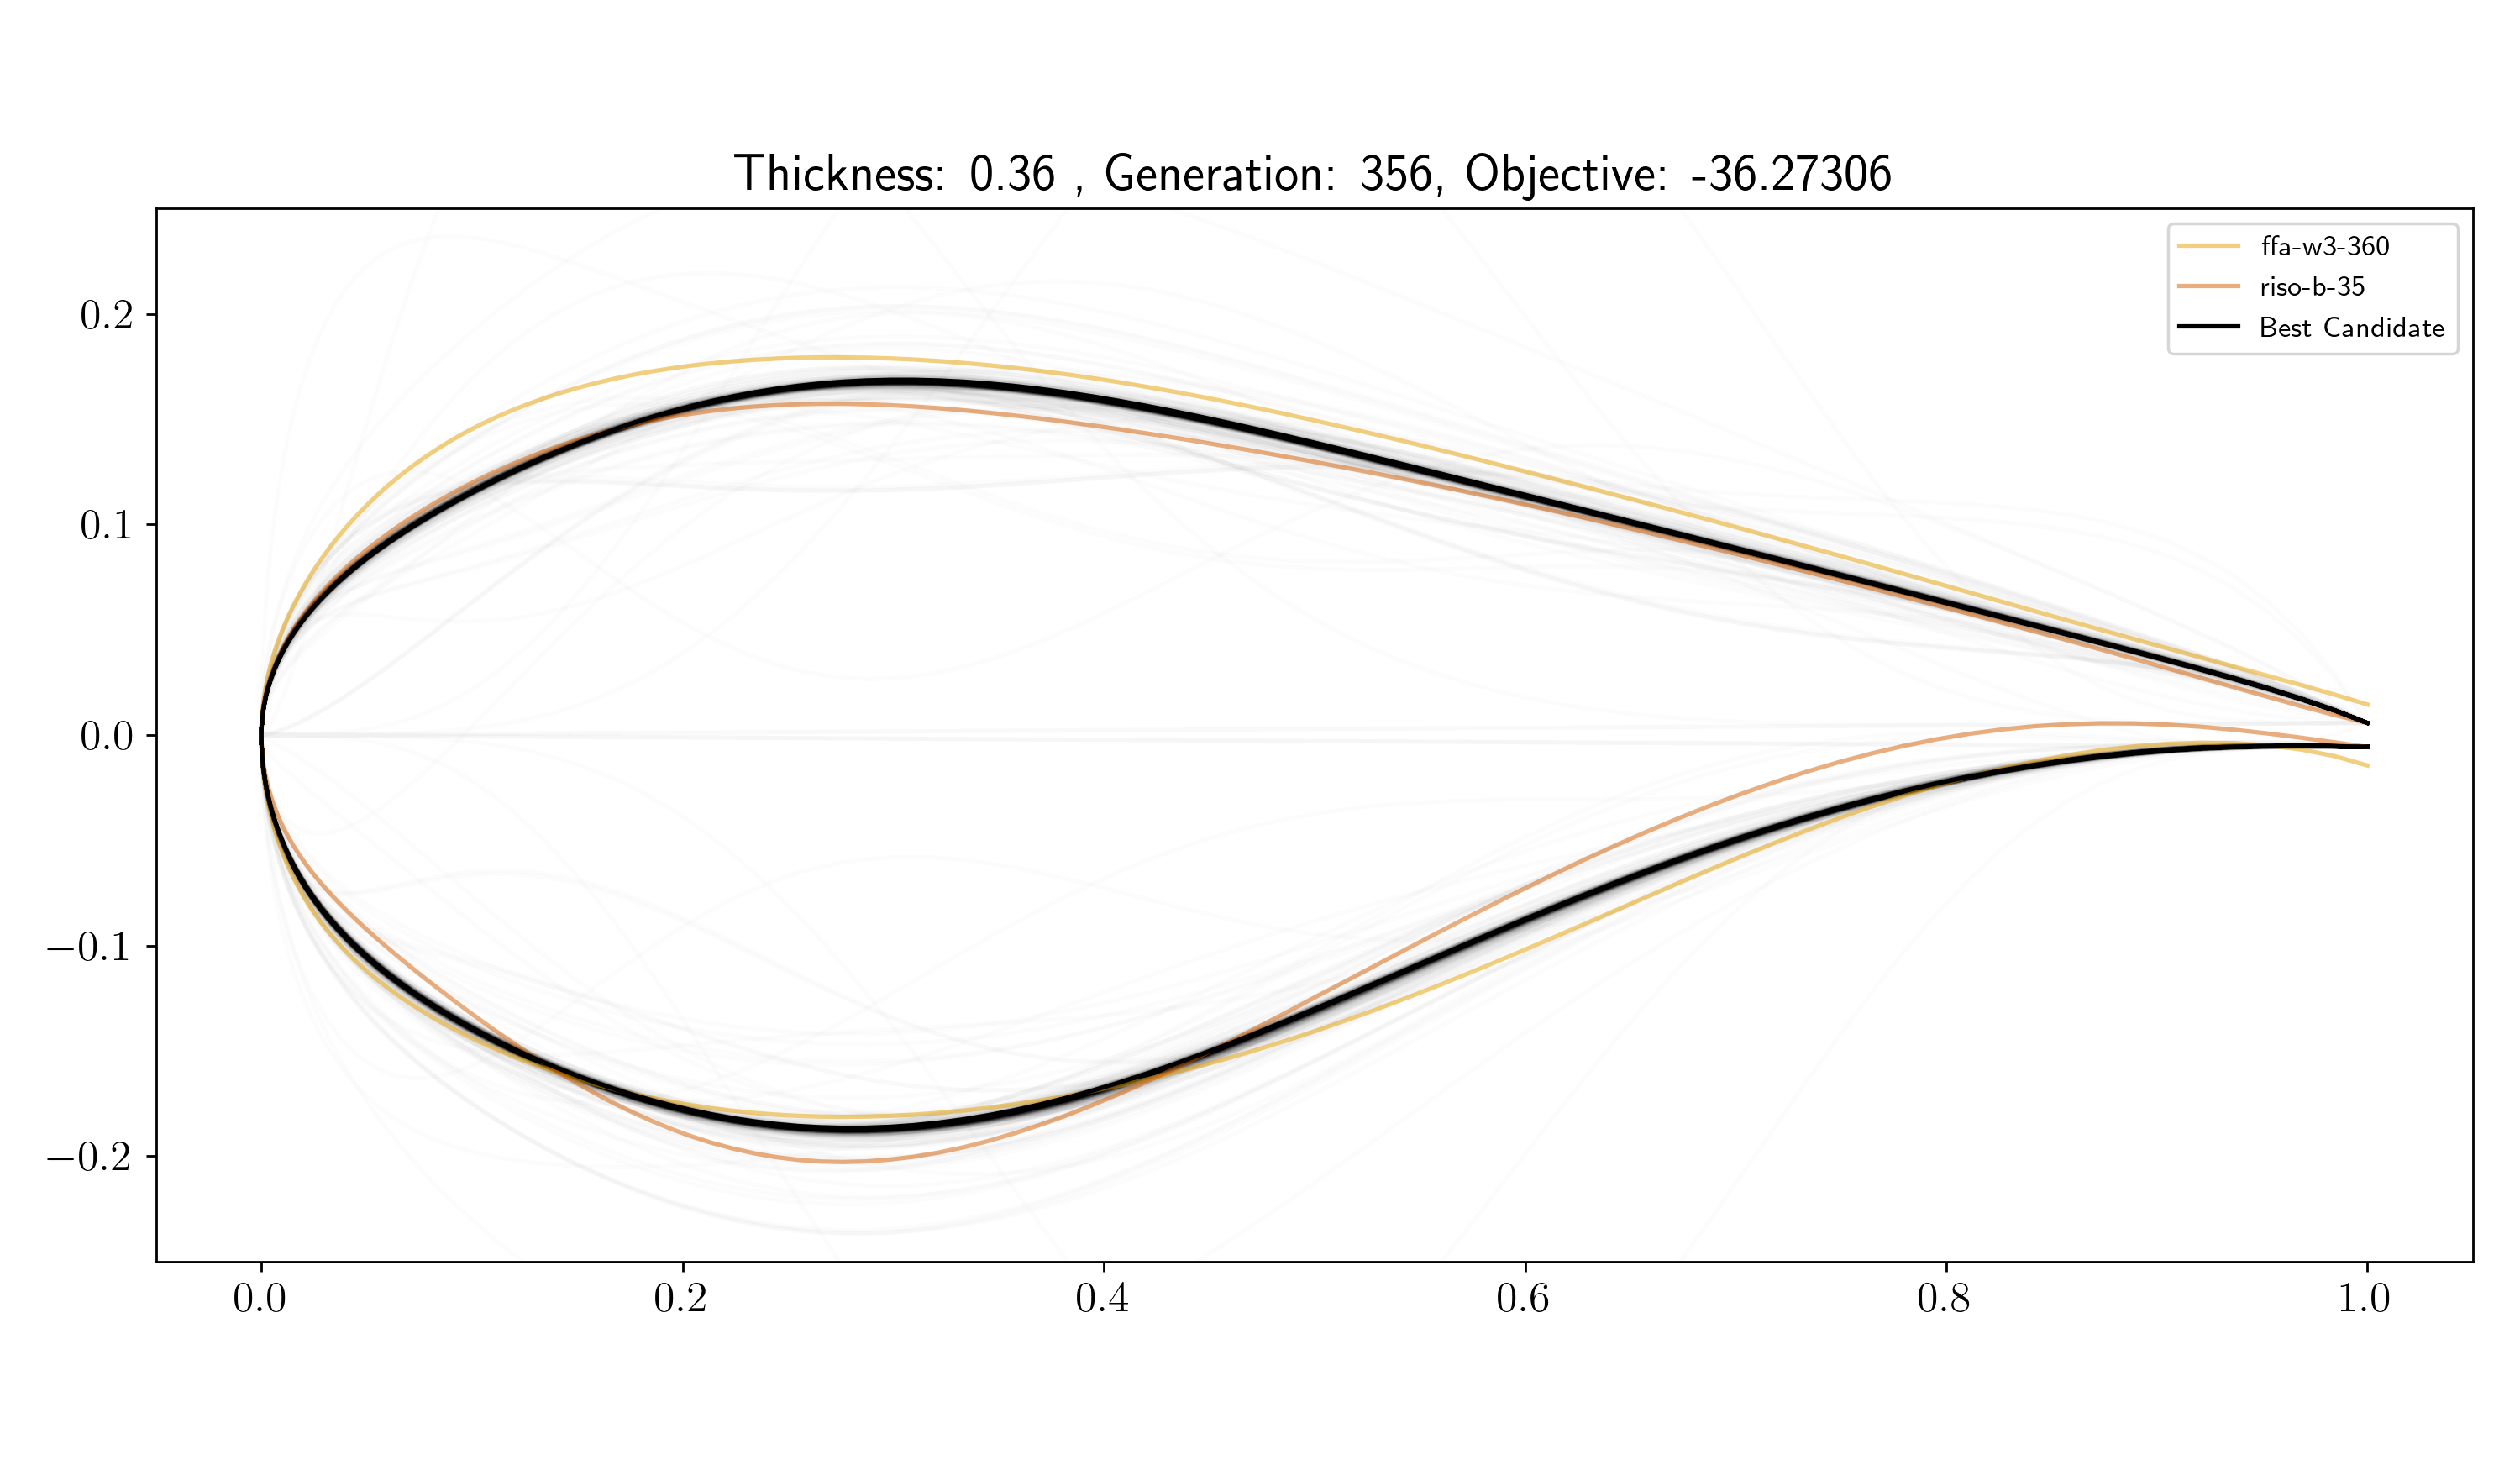 Thickness: 0.36 , Generation: 356, Objective: -36.27306
ffa-w3-360
riso-b-35
Best Candidate
0.2
0.1
0.0
−0.1
−0.2
0.0 0.2 0.4 0.6 0.8 1.0